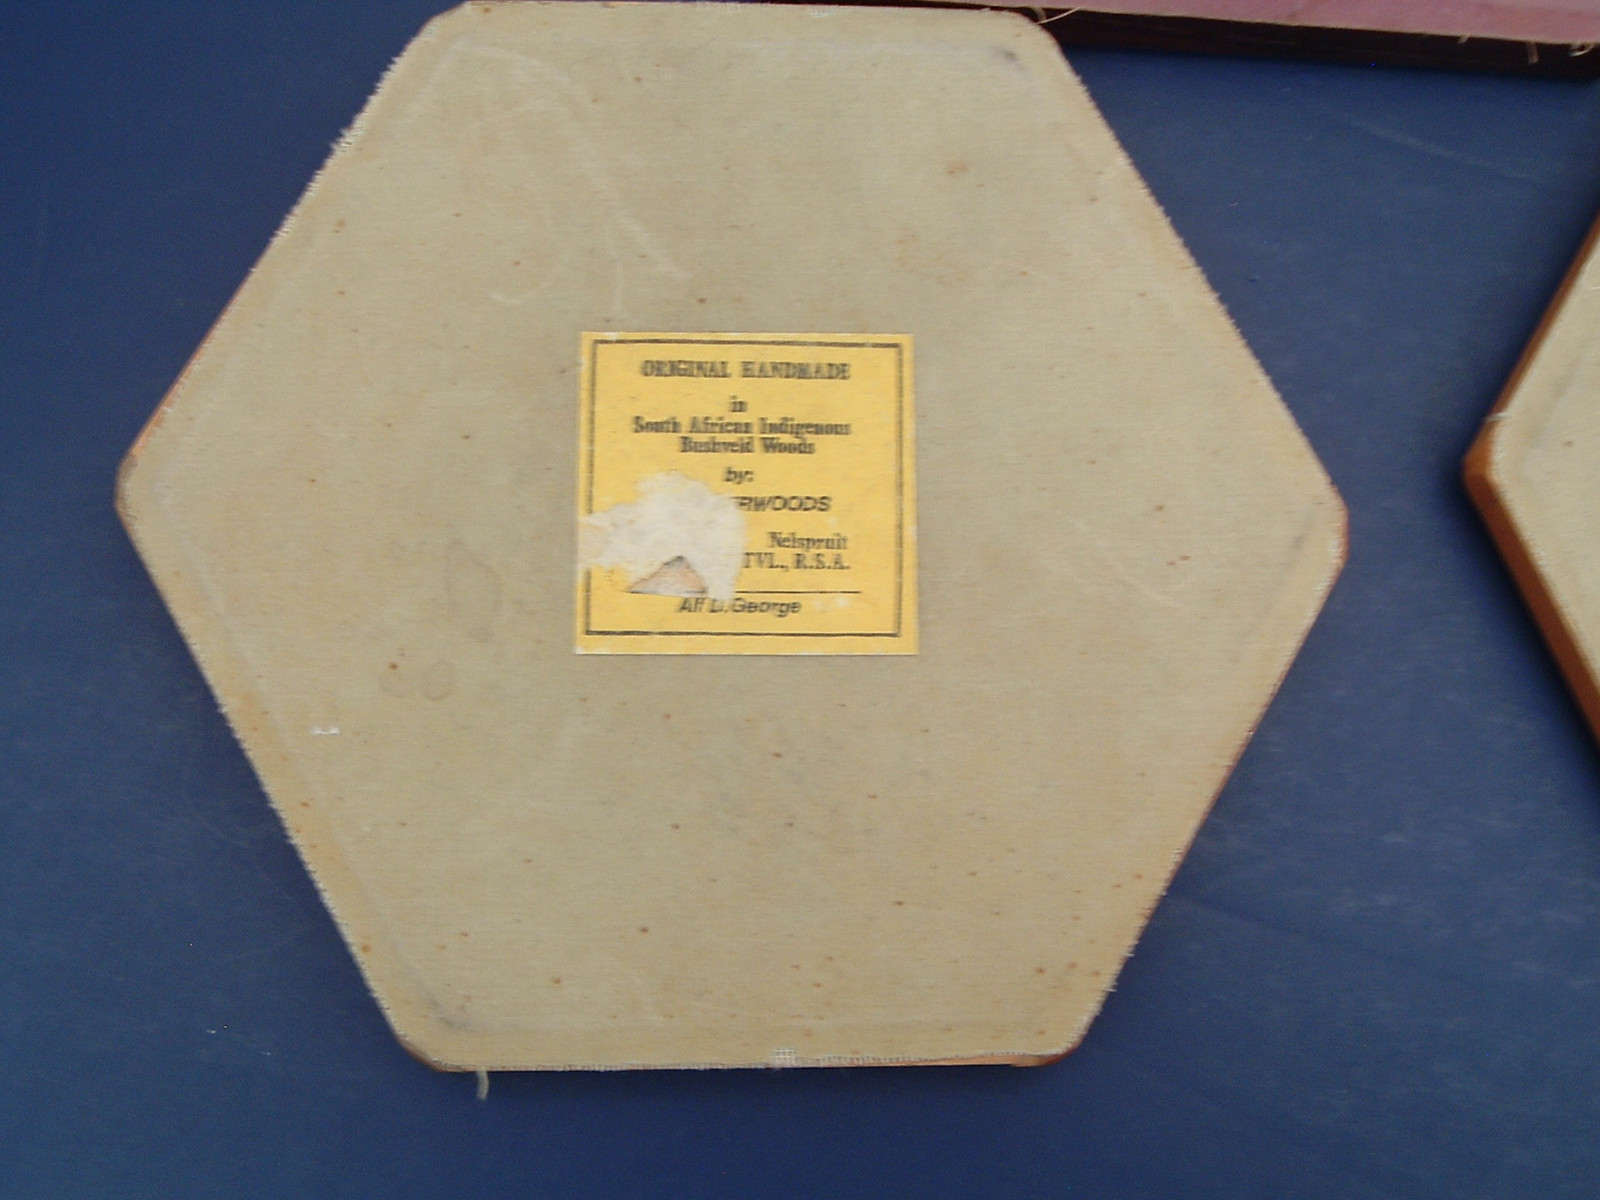 ORIGINAL HANDMADE
in
South African Indigenous
Bushveld Woods
by:
RWOODS
Nelspruit
TVL., R.S.A.
Alf D. George